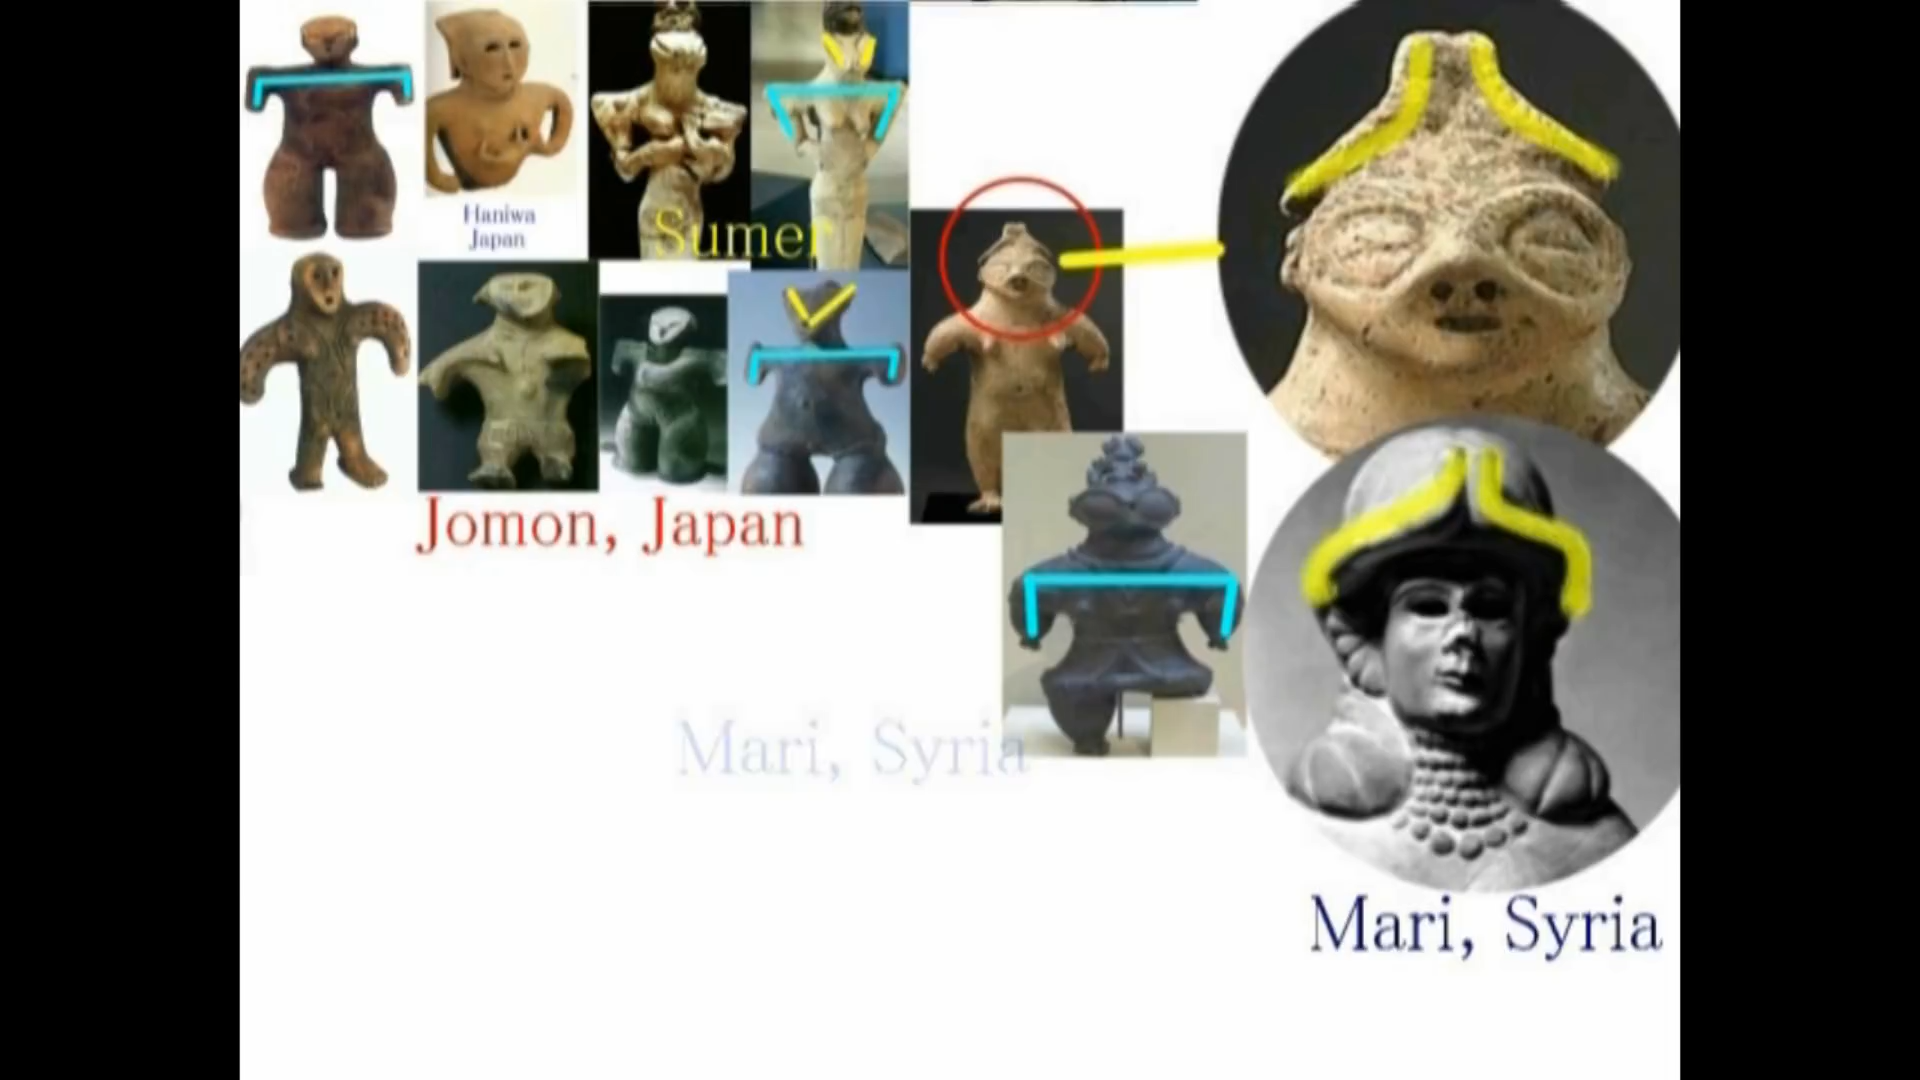 Haniwa
Japan
Sumer
Jomon, Japan
Mari, Syria
Mari, Syria